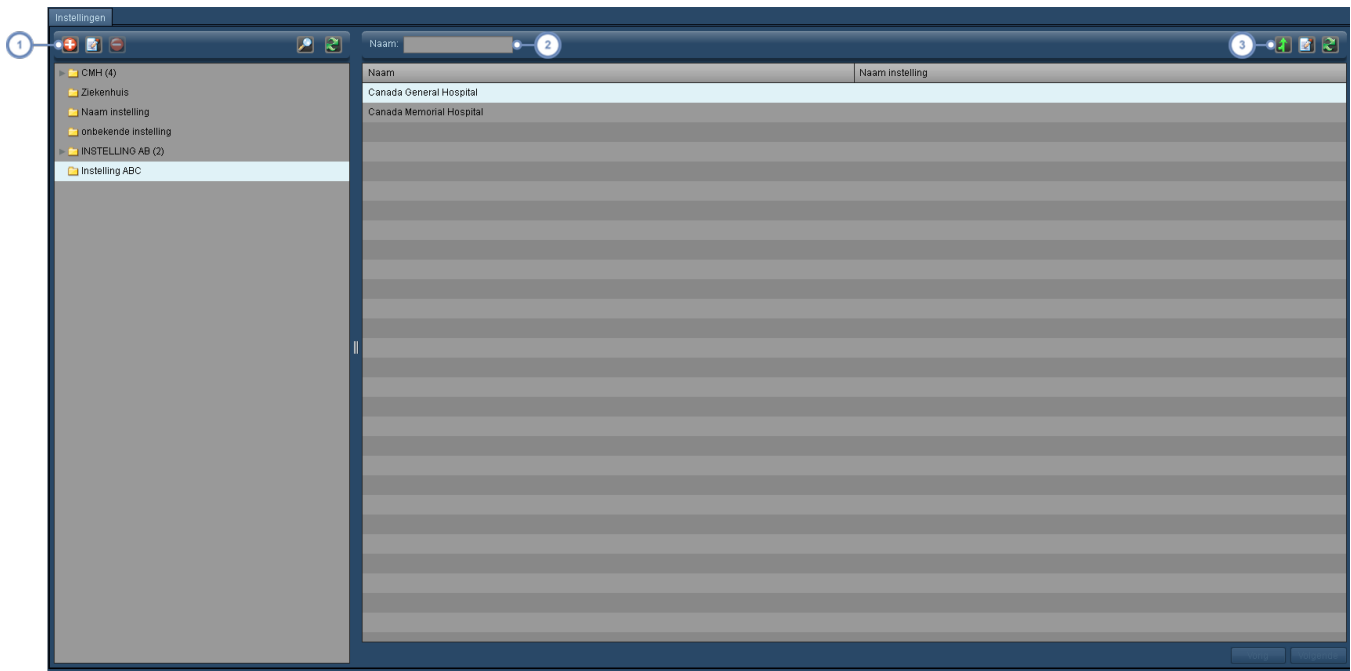 Instellingen
1
Naam:
2
3
CMH (4)
Ziekenhuis
Naam instelling
onbekende instelling
INSTELLING AB (2)
Instelling ABC
Naam Naam instelling
Canada General Hospital
Canada Memorial Hospital